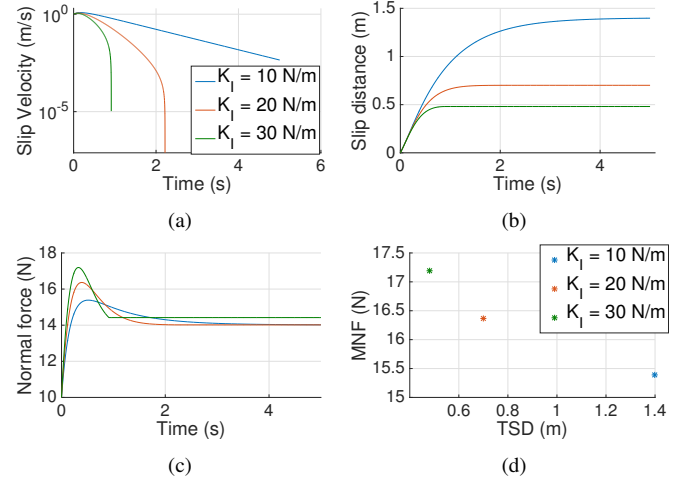 Slip Velocity (m/s)
10^0
10^-5
K_I = 10 N/m
K_I = 20 N/m
K_I = 30 N/m
0 2 4 6
Time (s)
(a)
Slip distance (m)
1.5
1
0.5
0
0 2 4
Time (s)
(b)
Normal force (N)
18
16
14
12
10
0 2 4
Time (s)
(c)
MNF (N)
17.5
17
16.5
16
15.5
15
K_I = 10 N/m
K_I = 20 N/m
K_I = 30 N/m
0.6 0.8 1 1.2 1.4
TSD (m)
(d)